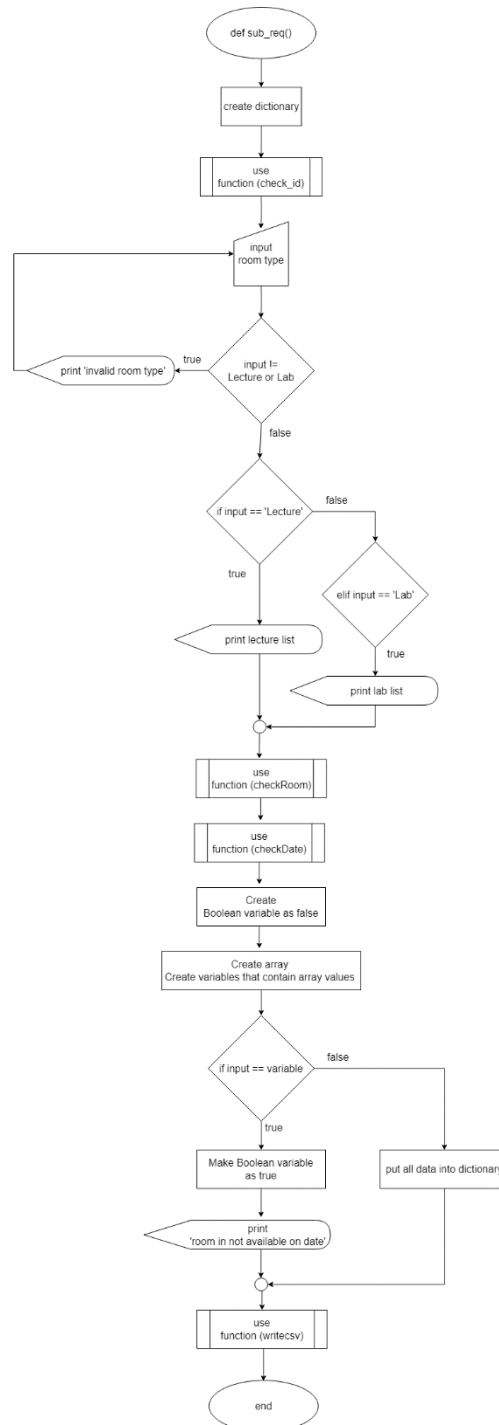 def sub_req()
create dictionary
use
function (check_id)
input
room type
input !=
Lecture or Lab
true
print 'invalid room type'
false
if input == 'Lecture'
false
true
elif input == 'Lab'
true
print lecture list
print lab list
use
function (checkRoom)
use
function (checkDate)
Create
Boolean variable as false
Create array
Create variables that contain array values
if input == variable
false
true
Make Boolean variable
as true
put all data into dictionary
print
'room in not available on date'
use
function (writecsv)
end